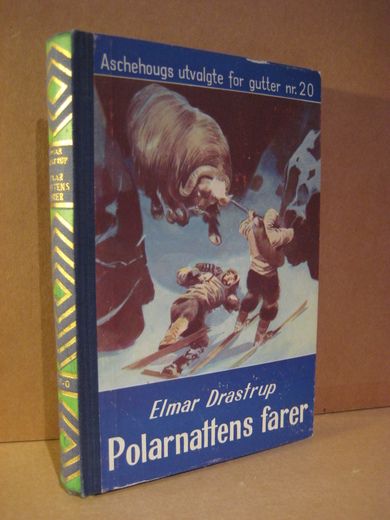 Aschehougs utvalgte for gutter nr. 20
Elmar Drastrup
Polarnattens farer